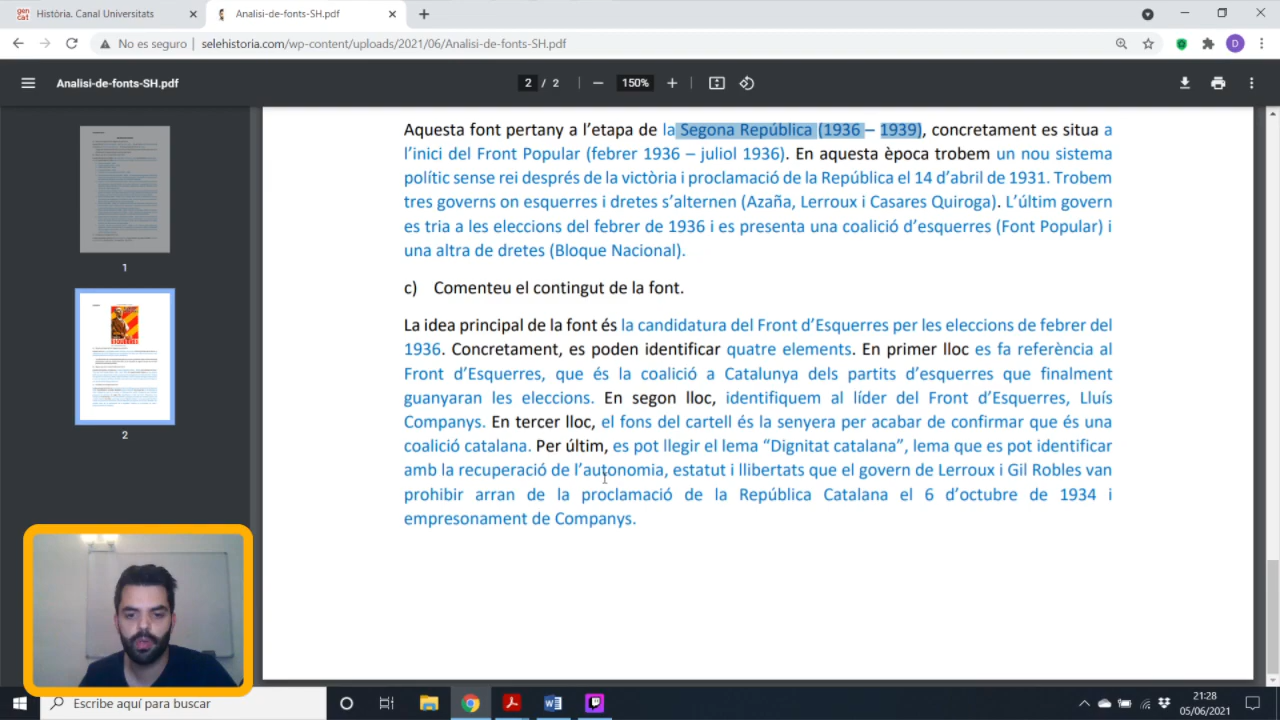 gen
cat
Història. Canal Universitats
Analisi-de-fonts-SH.pdf
No es seguro
selehistoria.com/wp-content/uploads/2021/06/Analisi-de-fonts-SH.pdf
D
Analisi-de-fonts-SH.pdf
2 / 2
150%
1
2
Aquesta font pertany a l’etapa de la Segona República (1936 – 1939), concretament es situa a
l’inici del Front Popular (febrer 1936 – juliol 1936). En aquesta època trobem un nou sistema
polític sense rei després de la victòria i proclamació de la República el 14 d’abril de 1931. Trobem
tres governs on esquerres i dretes s’alternen (Azaña, Lerroux i Casares Quiroga). L’últim govern
es tria a les eleccions del febrer de 1936 i es presenta una coalició d’esquerres (Font Popular) i
una altra de dretes (Bloque Nacional).
c) Comenteu el contingut de la font.
La idea principal de la font és la candidatura del Front d’Esquerres per les eleccions de febrer del
1936. Concretament, es poden identificar quatre elements. En primer lloc es fa referència al
Front d’Esquerres, que és la coalició a Catalunya dels partits d’esquerres que finalment
guanyaran les eleccions. En segon lloc, identifiquem al líder del Front d’Esquerres, Lluís
Companys. En tercer lloc, el fons del cartell és la senyera per acabar de confirmar que és una
coalició catalana. Per últim, es pot llegir el lema “Dignitat catalana”, lema que es pot identificar
amb la recuperació de l’autonomia, estatut i llibertats que el govern de Lerroux i Gil Robles van
prohibir arran de la proclamació de la República Catalana el 6 d’octubre de 1934 i
empresonament de Companys.
Escribe aquí para buscar
21:28
05/06/2021